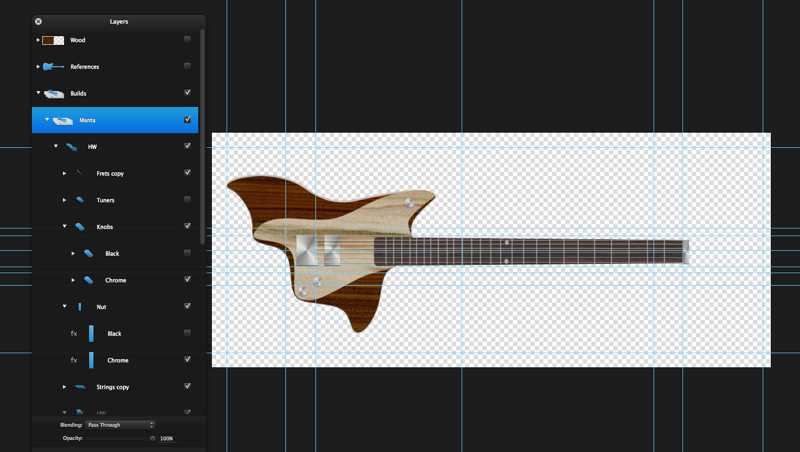 Layers
Wood
References
Builds
Manta
HW
Frets copy
Tuners
Knobs
Black
Chrome
Nut
fx Black
fx Chrome
Strings copy
HW
Blending: Pass Through
Opacity: 100%